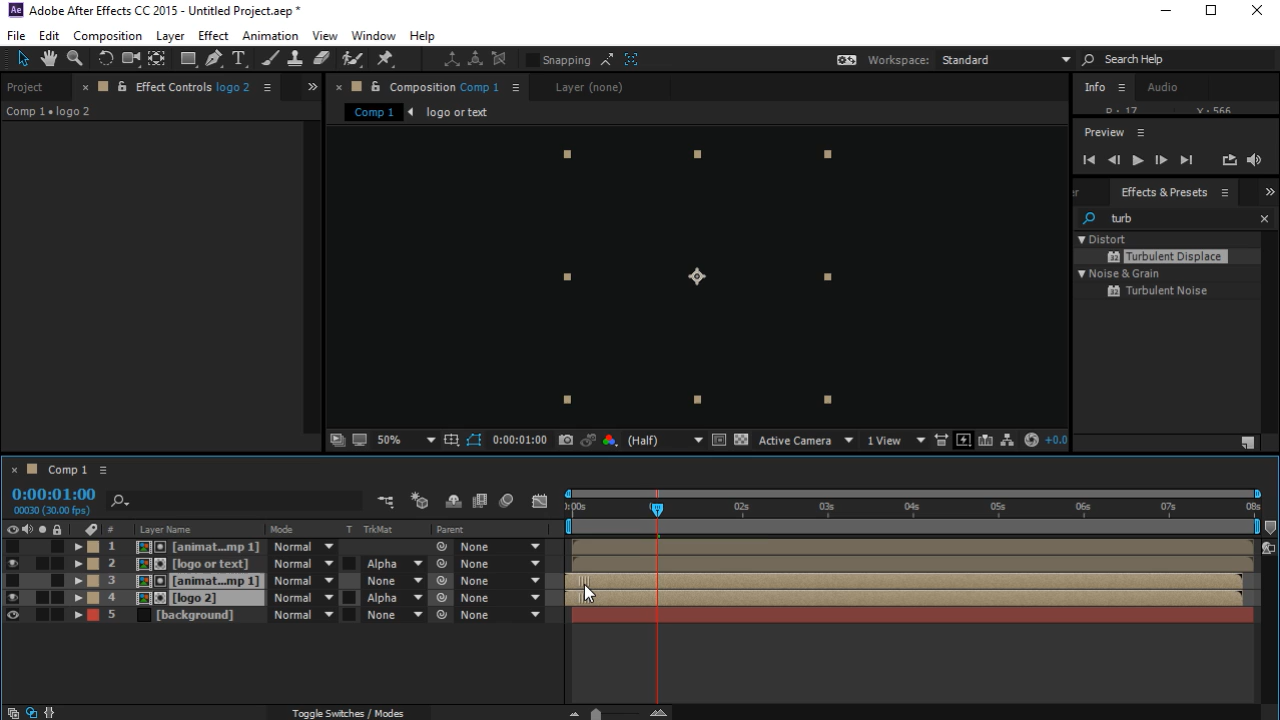 Adobe After Effects CC 2015 - Untitled Project.aep *
File Edit Composition Layer Effect Animation View Window Help
Snapping Workspace: Standard Search Help
Project Effect Controls logo 2 Composition Comp 1 Layer (none) Info Audio
Comp 1 • logo 2
Comp 1 logo or text
Preview
Effects & Presets
turb
Distort
Turbulent Displace
Noise & Grain
Turbulent Noise
50% 0:00:01:00 (Half) Active Camera 1 View +0.0
Comp 1
0:00:01:00
00030 (30.00 fps)
02s 03s 04s 05s 06s 07s 08s
# Layer Name Mode T TrkMat Parent
1 [animat...mp 1] Normal None
2 [logo or text] Normal Alpha None
3 [animat...mp 1] Normal None None
4 [logo 2] Normal Alpha None
5 [background] Normal None None
Toggle Switches / Modes